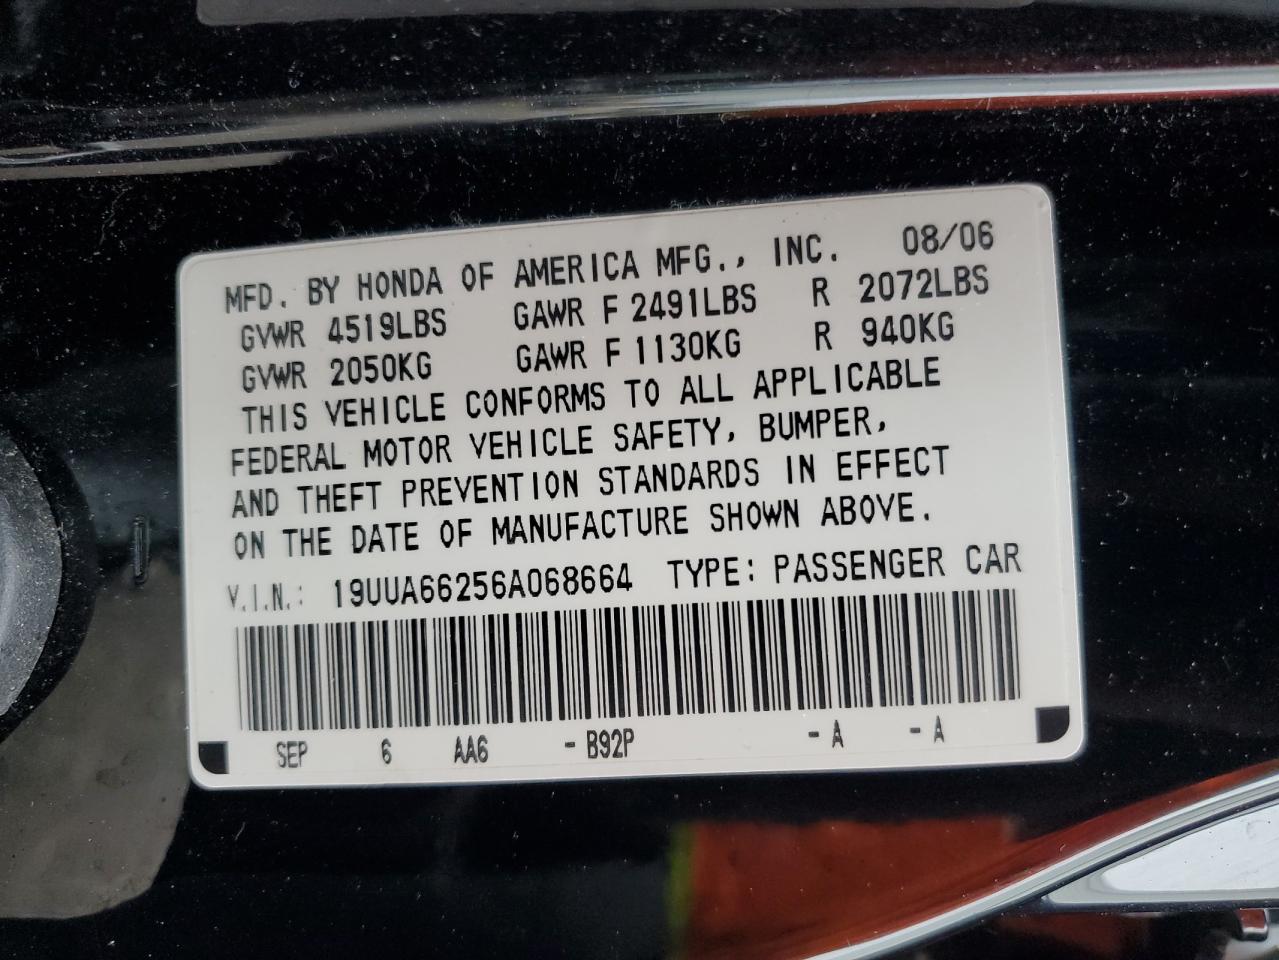 MFD. BY HONDA OF AMERICA MFG., INC. 08/06
GVWR 4519LBS GAWR F 2491LBS R 2072LBS
GVWR 2050KG GAWR F 1130KG R 940KG
THIS VEHICLE CONFORMS TO ALL APPLICABLE
FEDERAL MOTOR VEHICLE SAFETY, BUMPER,
AND THEFT PREVENTION STANDARDS IN EFFECT
ON THE DATE OF MANUFACTURE SHOWN ABOVE.
V.I.N.: 19UUA66256A068664 TYPE: PASSENGER CAR
SEP 6 AA6 - B92P - A - A